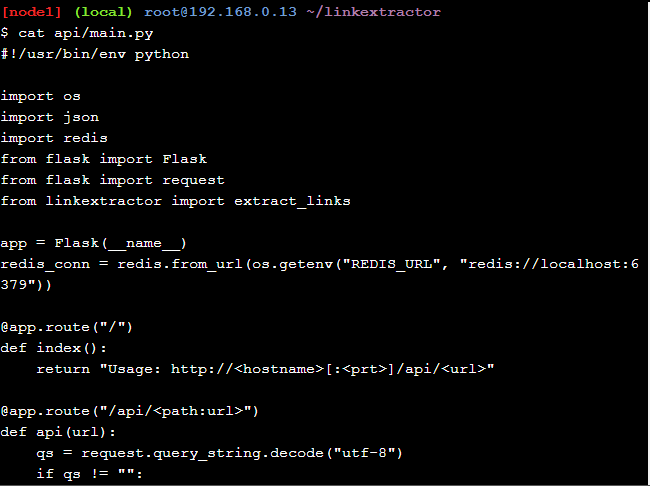 [node1] (local) root@192.168.0.13 ~/linkextractor
$ cat api/main.py
#!/usr/bin/env python

import os
import json
import redis
from flask import Flask
from flask import request
from linkextractor import extract_links

app = Flask(__name__)
redis_conn = redis.from_url(os.getenv("REDIS_URL", "redis://localhost:6
379"))

@app.route("/")
def index():
    return "Usage: http://<hostname>[:<prt>]/api/<url>"

@app.route("/api/<path:url>")
def api(url):
    qs = request.query_string.decode("utf-8")
    if qs != "":